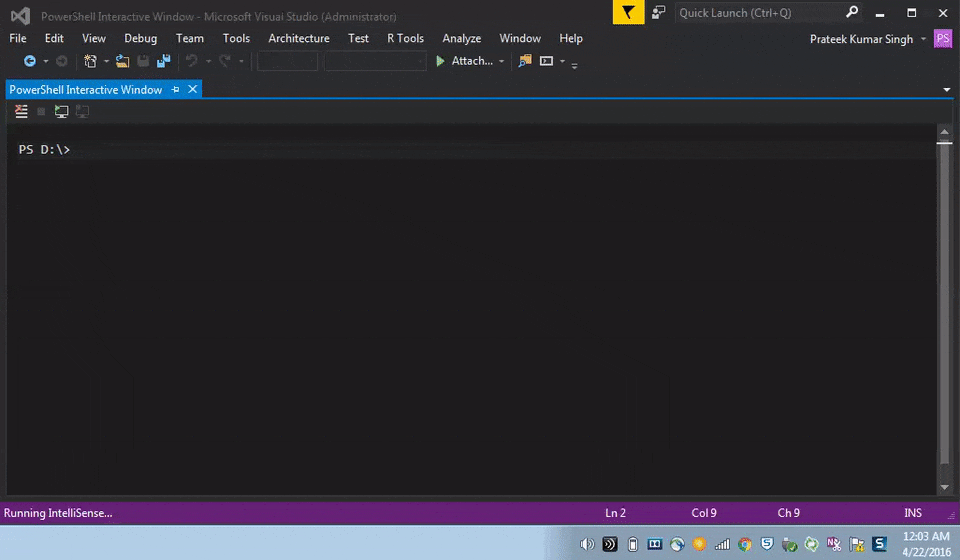 PowerShell Interactive Window - Microsoft Visual Studio (Administrator)
Quick Launch (Ctrl+Q)
File Edit View Debug Team Tools Architecture Test R Tools Analyze Window Help
Prateek Kumar Singh PS
Attach...
PowerShell Interactive Window
PS D:\>
Running IntelliSense... Ln 2 Col 9 Ch 9 INS
12:03 AM
4/22/2016